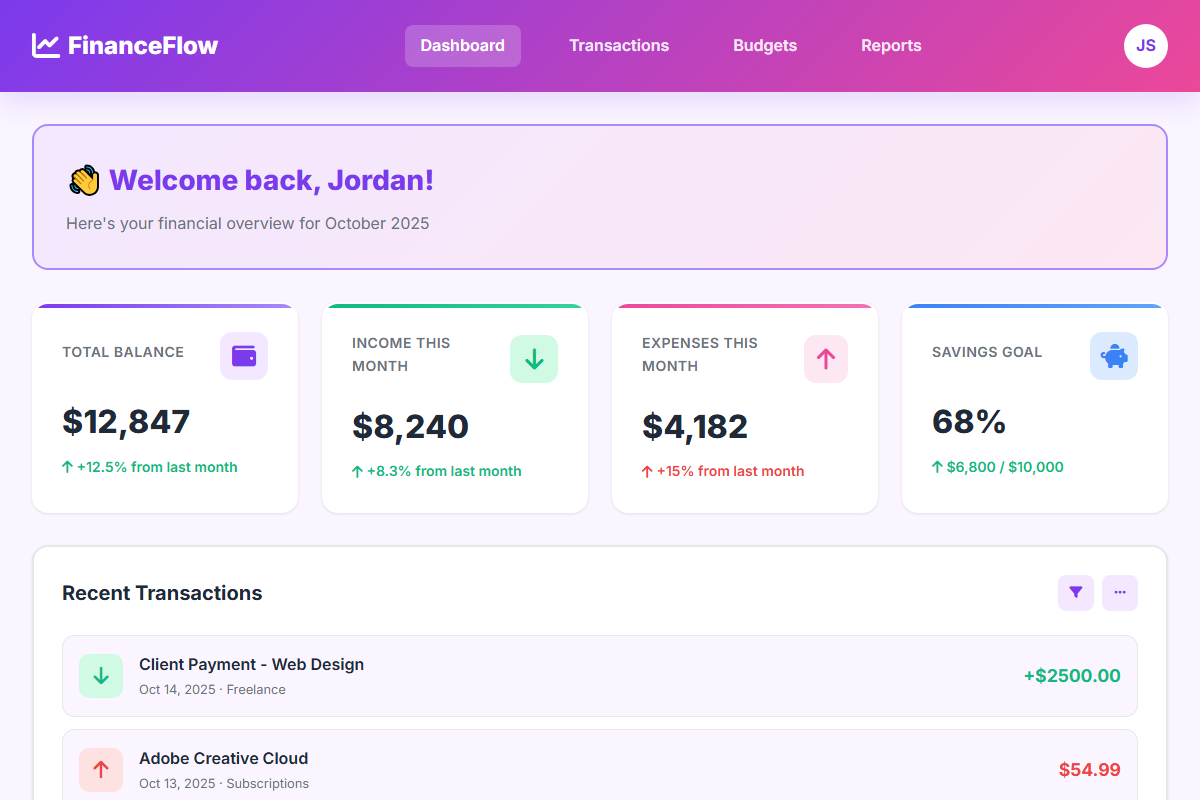 FinanceFlow
Dashboard
Transactions
Budgets
Reports
JS
👋 Welcome back, Jordan!
Here's your financial overview for October 2025
TOTAL BALANCE
$12,847
+12.5% from last month
INCOME THIS
MONTH
$8,240
+8.3% from last month
EXPENSES THIS
MONTH
$4,182
+15% from last month
SAVINGS GOAL
68%
$6,800 / $10,000
Recent Transactions
Client Payment - Web Design
Oct 14, 2025 · Freelance
+$2500.00
Adobe Creative Cloud
Oct 13, 2025 · Subscriptions
$54.99